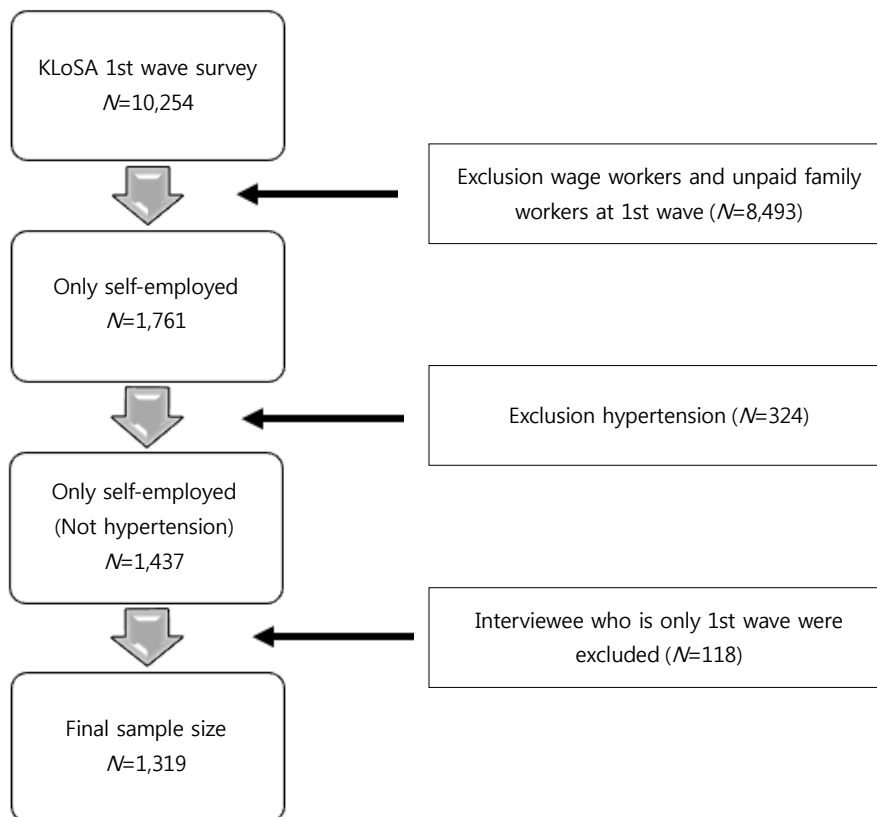 KLoSA 1st wave survey
N=10,254
Exclusion wage workers and unpaid family
workers at 1st wave (N=8,493)
Only self-employed
N=1,761
Exclusion hypertension (N=324)
Only self-employed
(Not hypertension)
N=1,437
Interviewee who is only 1st wave were
excluded (N=118)
Final sample size
N=1,319